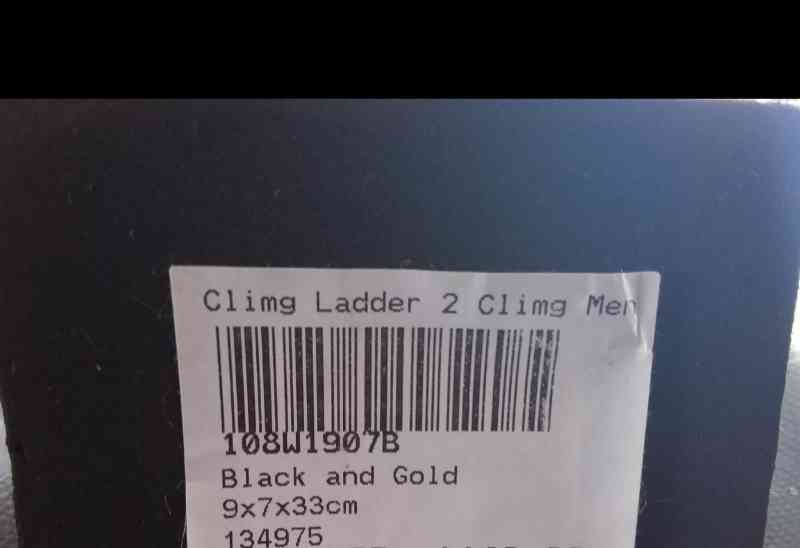 Climg Ladder 2 Climg Men
108W1907B
Black and Gold
9x7x33cm
134975